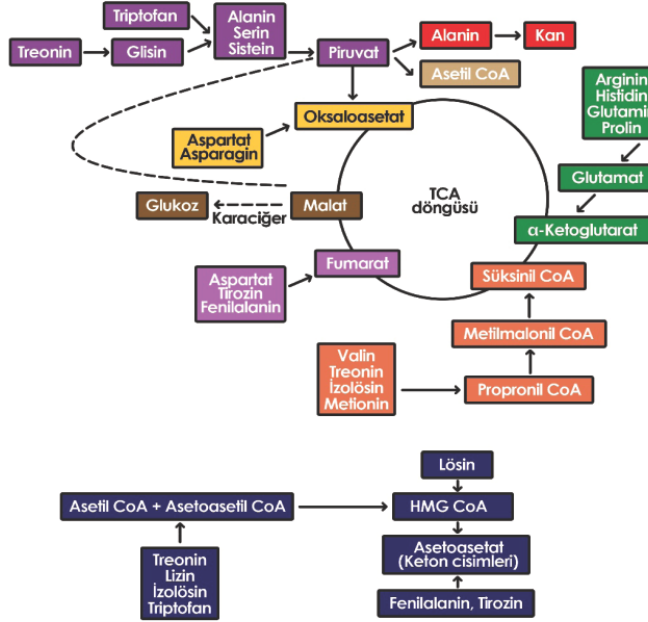 Triptofan
Treonin
Glisin
Alanin
Serin
Sistein
Piruvat
Alanin
Kan
Asetil CoA
Arginin
Histidin
Glutamin
Prolin
Oksaloasetat
Aspartat
Asparagin
Glutamat
TCA
döngüsü
Glukoz
Karaciğer
Malat
α-Ketoglutarat
Fumarat
Süksinil CoA
Aspartat
Tirozin
Fenilalanin
Metilmalonil CoA
Valin
Treonin
İzolösin
Metionin
Propronil CoA
Lösin
Asetil CoA + Asetoasetil CoA
HMG CoA
Asetoasetat
(Keton cisimleri)
Treonin
Lizin
İzolösin
Triptofan
Fenilalanin, Tirozin